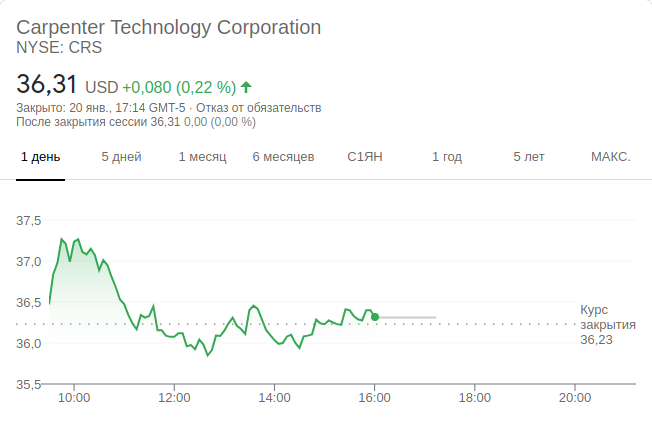 Carpenter Technology Corporation
NYSE: CRS
36,31 USD +0,080 (0,22 %)
Закрыто: 20 янв., 17:14 GMT-5 · Отказ от обязательств
После закрытия сессии 36,31 0,00 (0,00 %)
1 день 5 дней 1 месяц 6 месяцев С1ЯН 1 год 5 лет МАКС.
37,5
37,0
36,5
36,0
35,5
Курс
закрытия
36,23
10:00 12:00 14:00 16:00 18:00 20:00